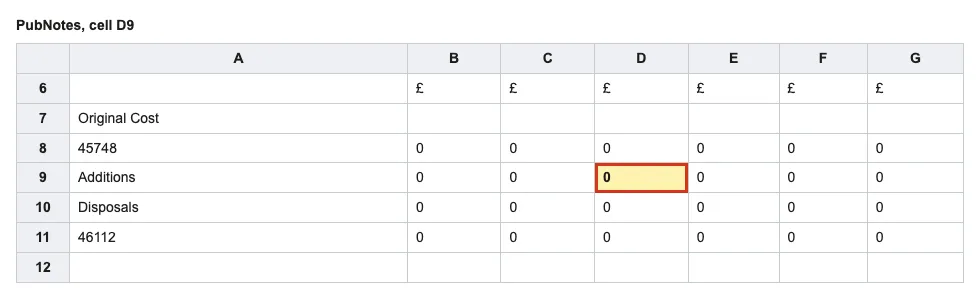 PubNotes, cell D9
A B C D E F G
6 £ £ £ £ £ £
7 Original Cost
8 45748 0 0 0 0 0 0
9 Additions 0 0 0 0 0 0
10 Disposals 0 0 0 0 0 0
11 46112 0 0 0 0 0 0
12